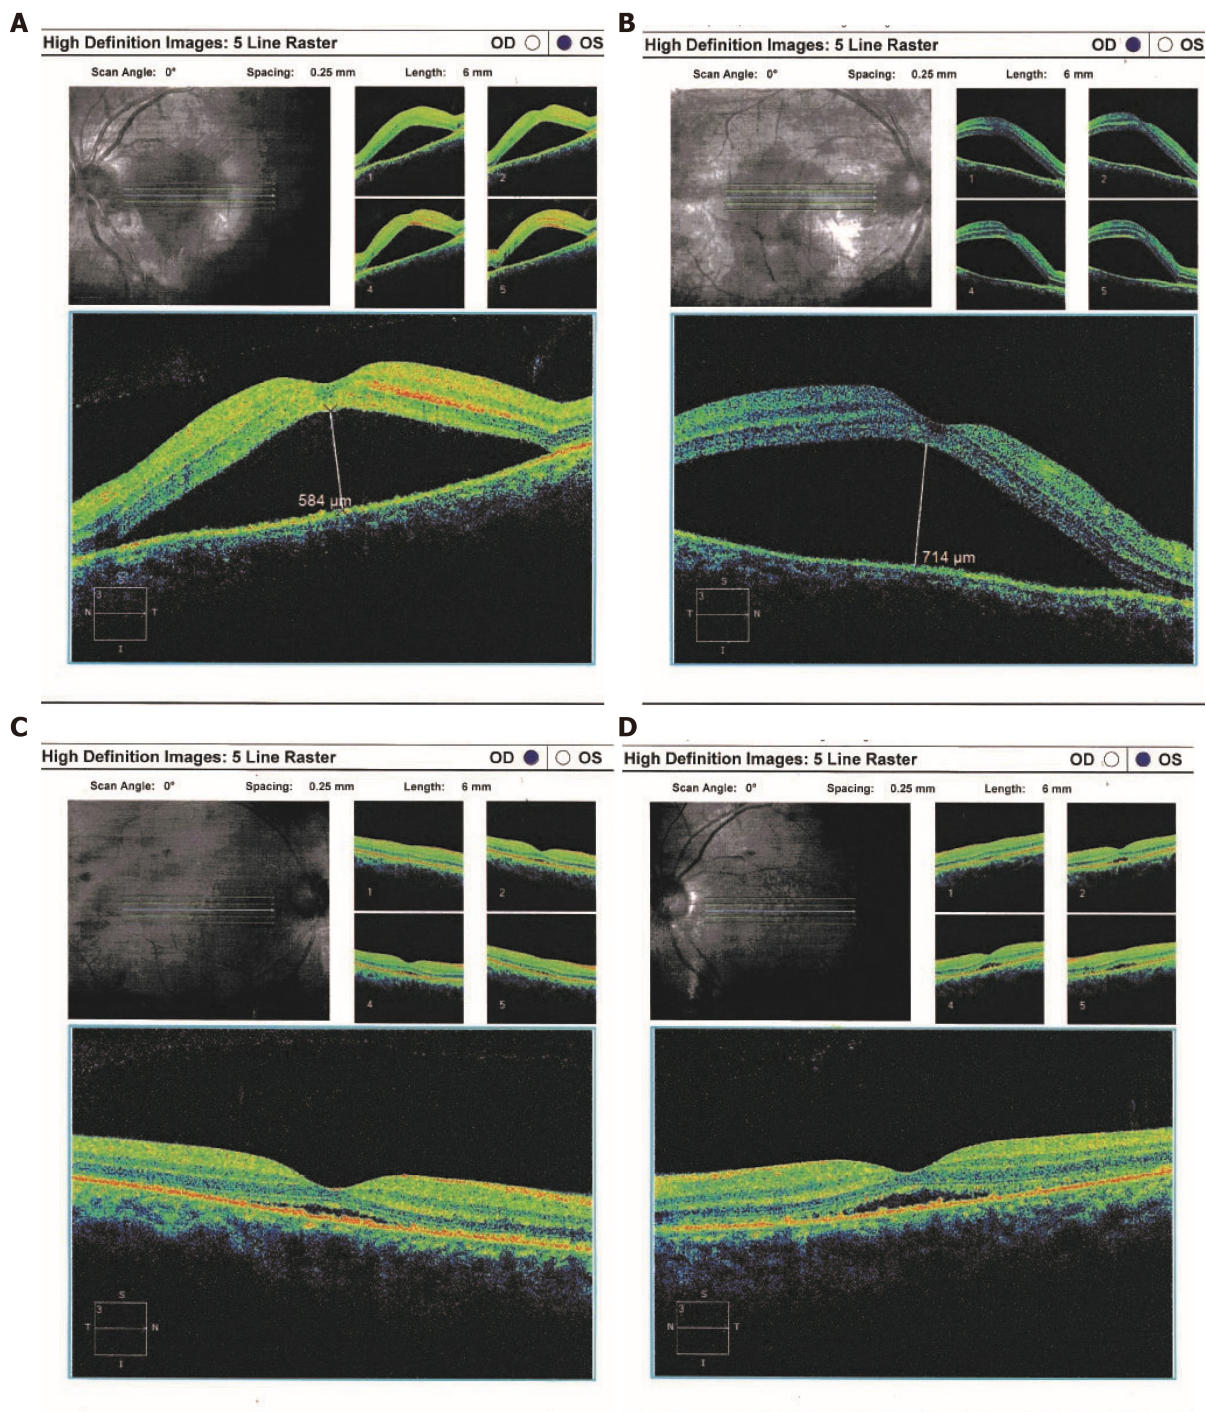 A
High Definition Images: 5 Line Raster OD OS
Scan Angle: 0° Spacing: 0.25 mm Length: 6 mm
1 2
4 5
584 µm
S
3
N T
I
B
High Definition Images: 5 Line Raster OD OS
Scan Angle: 0° Spacing: 0.25 mm Length: 6 mm
1 2
4 5
714 µm
S
3
T N
I
C
High Definition Images: 5 Line Raster OD OS
Scan Angle: 0° Spacing: 0.25 mm Length: 6 mm
1 2
4 5
S
3
T N
I
D
High Definition Images: 5 Line Raster OD OS
Scan Angle: 0° Spacing: 0.25 mm Length: 6 mm
1 2
4 5
S
3
N T
I